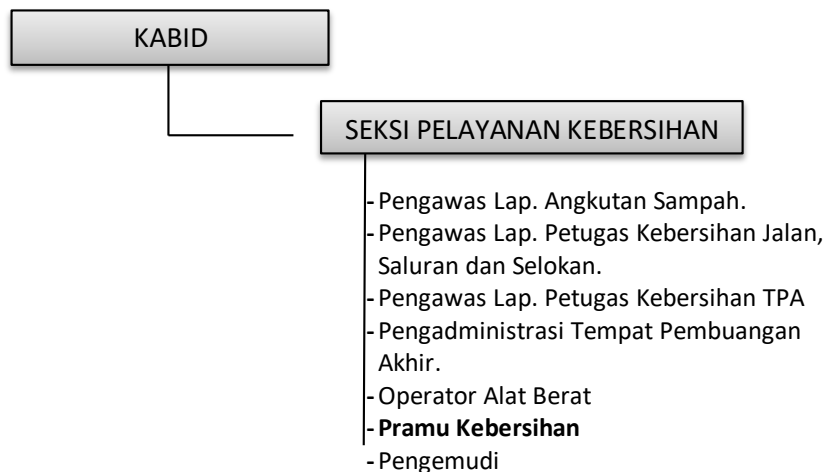 KABID
SEKSI PELAYANAN KEBERSIHAN
- Pengawas Lap. Angkutan Sampah.
- Pengawas Lap. Petugas Kebersihan Jalan,
Saluran dan Selokan.
- Pengawas Lap. Petugas Kebersihan TPA
- Pengadministrasi Tempat Pembuangan
Akhir.
- Operator Alat Berat
- Pramu Kebersihan
- Pengemudi